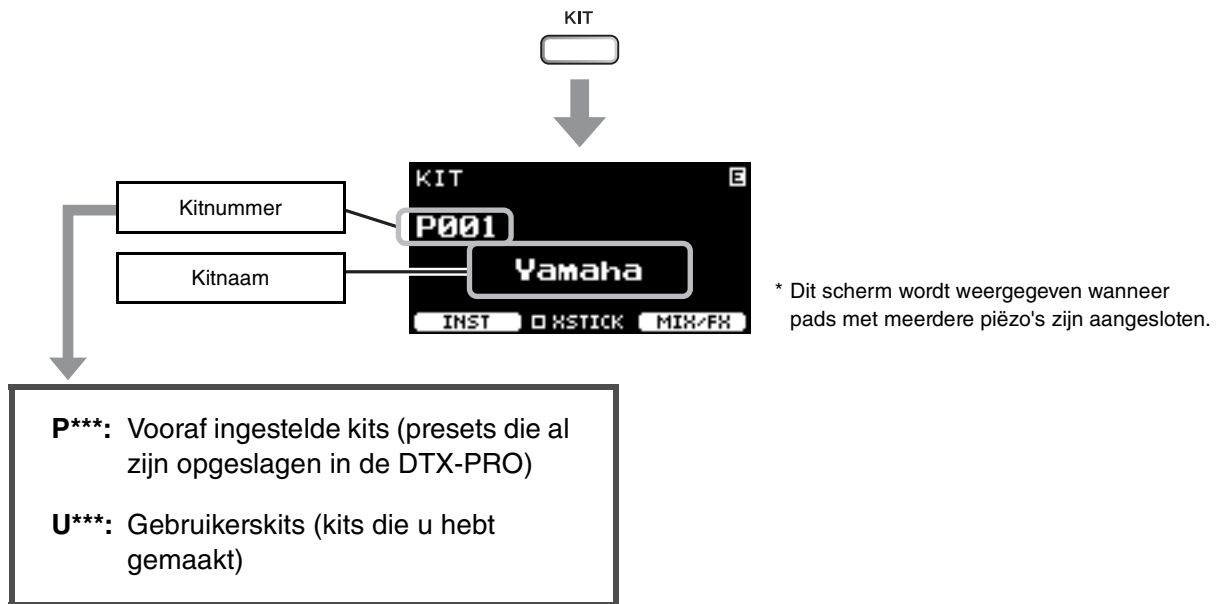 KIT
KIT E
Kitnummer
P001
Kitnaam
Yamaha
INST XSTICK MIX/FX
* Dit scherm wordt weergegeven wanneer
pads met meerdere piëzo's zijn aangesloten.
P***: Vooraf ingestelde kits (presets die al
zijn opgeslagen in de DTX-PRO)
U***: Gebruikerskits (kits die u hebt
gemaakt)